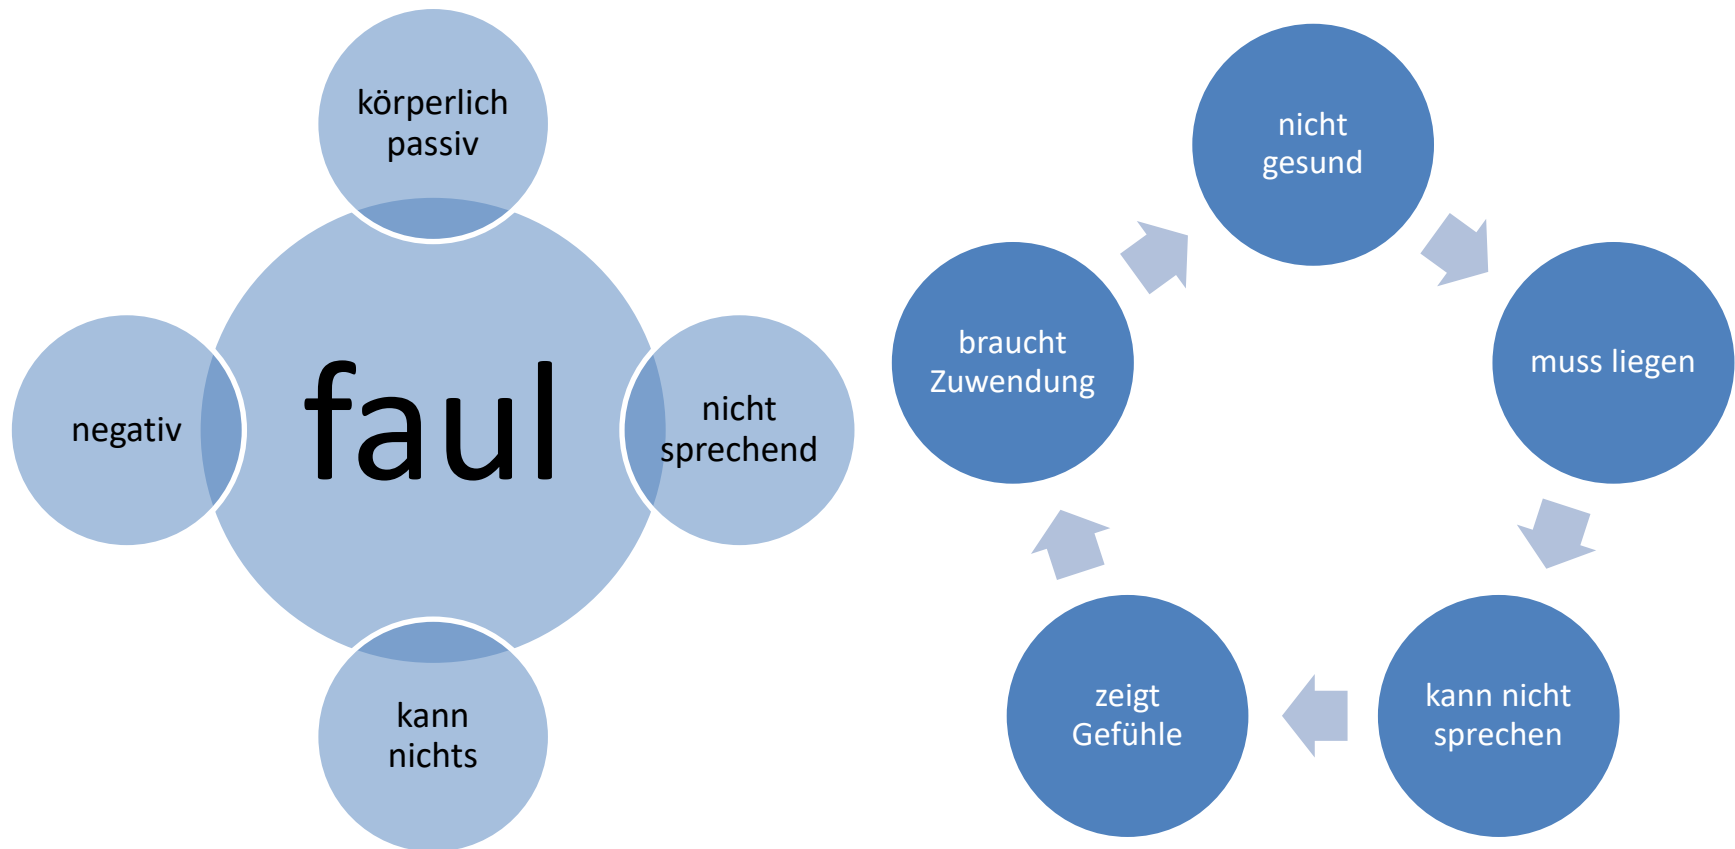 körperlich
passiv
negativ
faul
nicht
sprechend
kann
nichts
nicht
gesund
muss liegen
kann nicht
sprechen
zeigt
Gefühle
braucht
Zuwendung